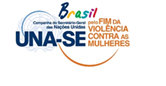 Brasil
Campanha do Secretário-Geral
das Nações Unidas
UNA-SE
pelo FIM DA
VIOLÊNCIA
CONTRA AS
MULHERES